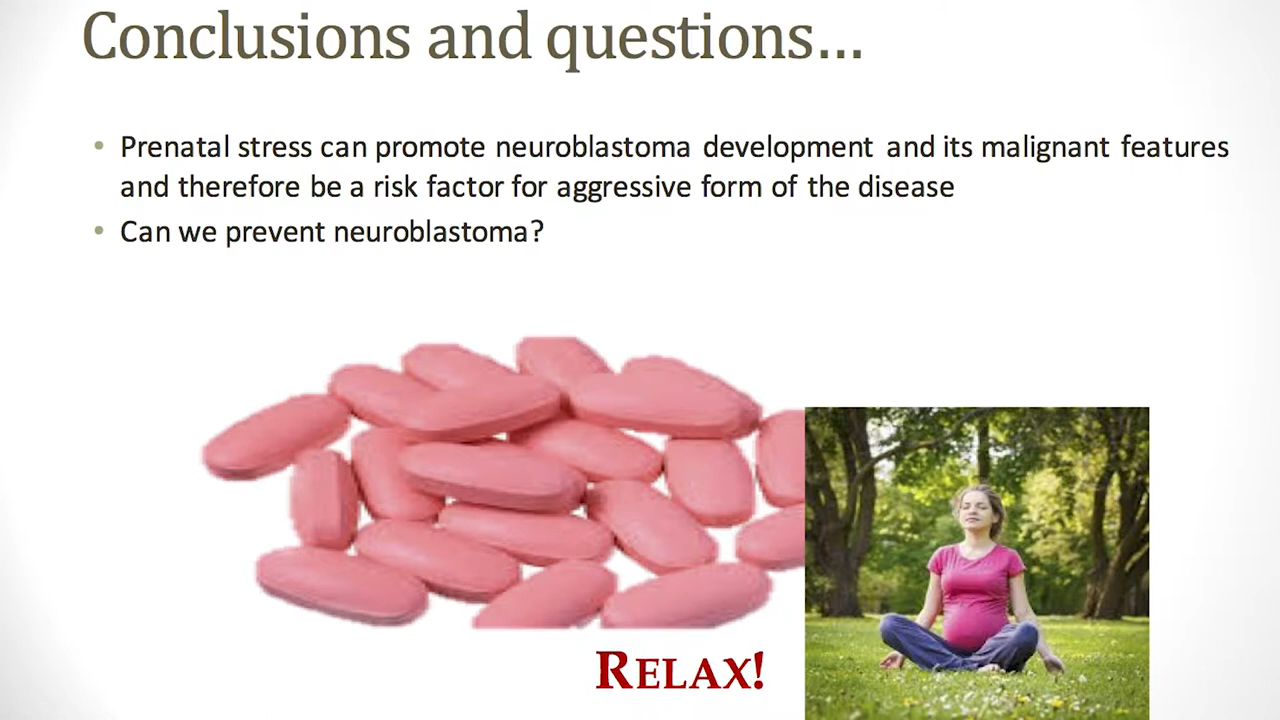 Conclusions and questions…
• Prenatal stress can promote neuroblastoma development and its malignant features
and therefore be a risk factor for aggressive form of the disease
• Can we prevent neuroblastoma?
RELAX!